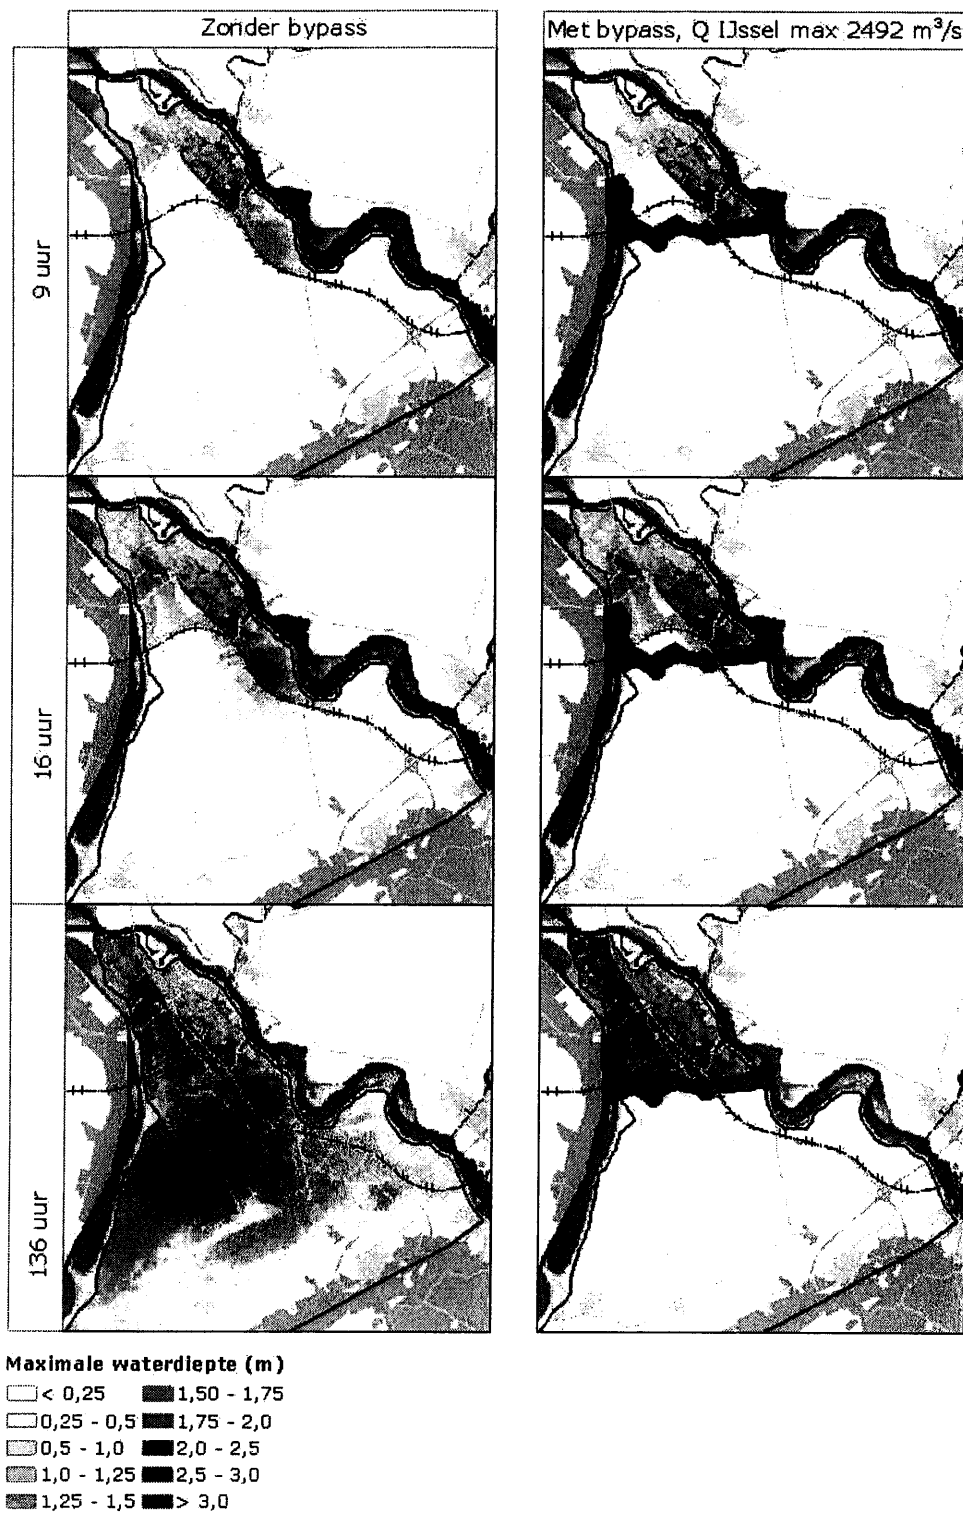 Zonder bypass
Met bypass, Q IJssel max 2492 m³/s
9 uur
16 uur
136 uur
Maximale waterdiepte (m)
< 0,25
0,25 - 0,5
0,5 - 1,0
1,0 - 1,25
1,25 - 1,5
1,50 - 1,75
1,75 - 2,0
2,0 - 2,5
2,5 - 3,0
> 3,0